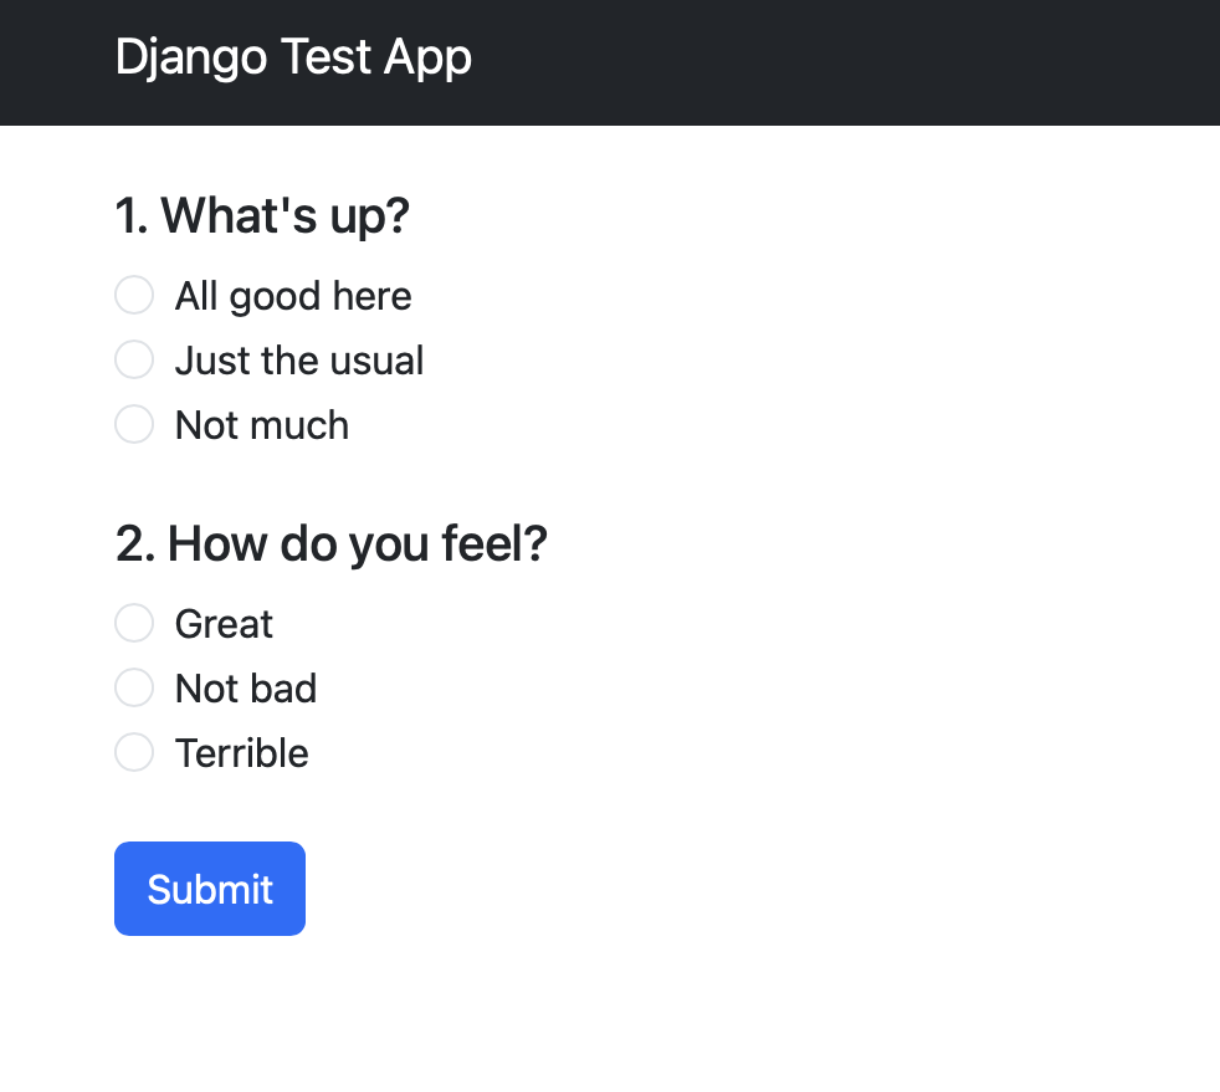 Django Test App
1. What's up?
All good here
Just the usual
Not much
2. How do you feel?
Great
Not bad
Terrible
Submit